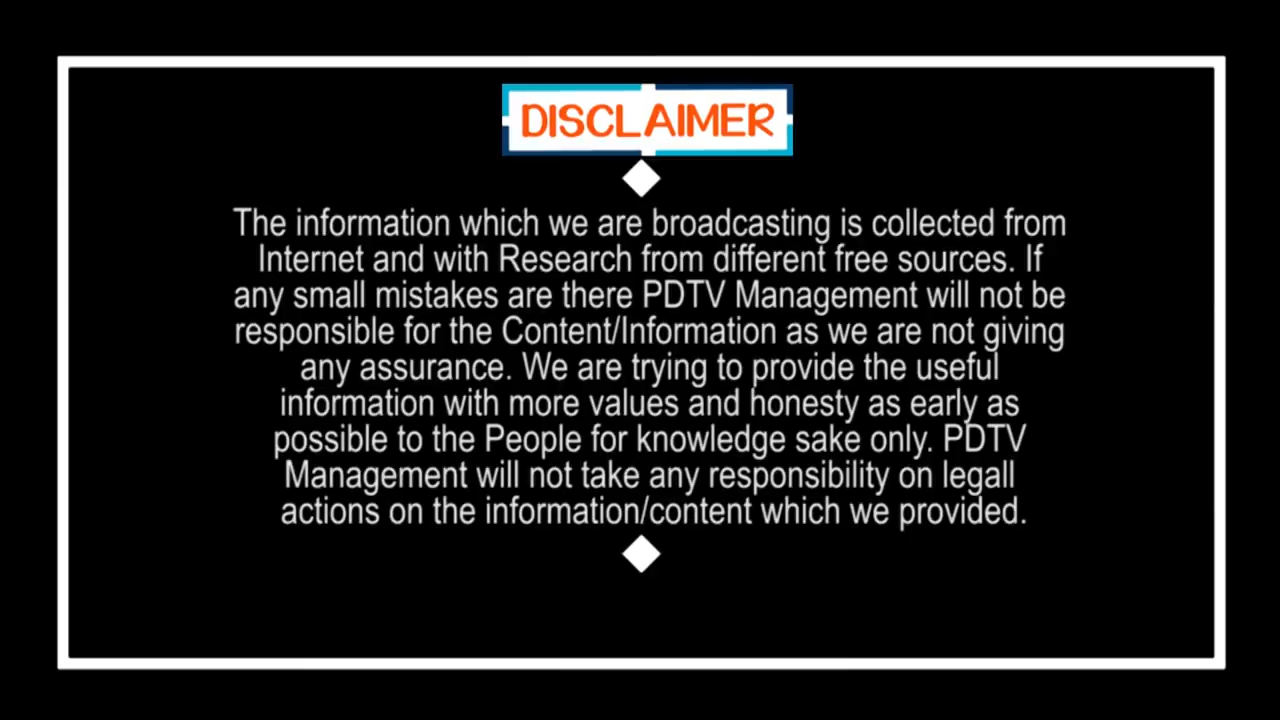 DISCLAIMER
The information which we are broadcasting is collected from
Internet and with Research from different free sources. If
any small mistakes are there PDTV Management will not be
responsible for the Content/Information as we are not giving
any assurance. We are trying to provide the useful
information with more values and honesty as early as
possible to the People for knowledge sake only. PDTV
Management will not take any responsibility on legall
actions on the information/content which we provided.